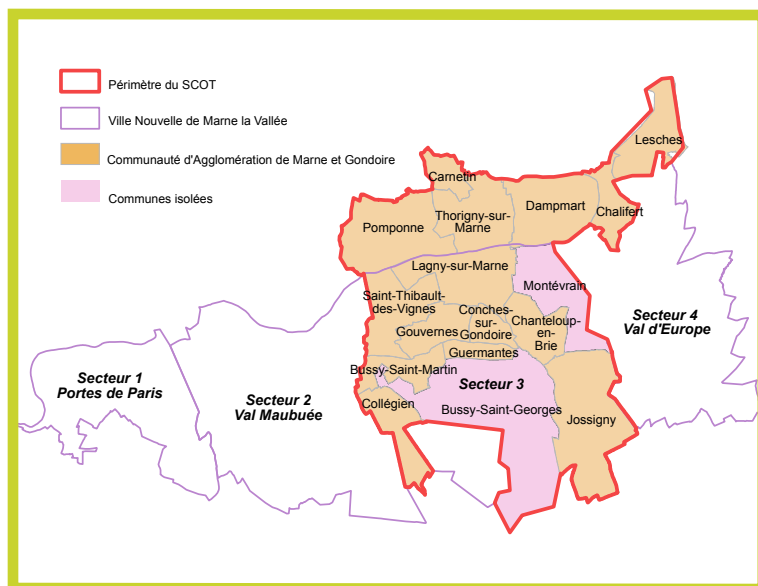 Périmètre du SCOT
Ville Nouvelle de Marne la Vallée
Communauté d'Agglomération de Marne et Gondoire
Communes isolées
Lesches
Carnetin
Dampmart
Chalifert
Thorigny-sur-
Marne
Pomponne
Lagny-sur-Marne
Montévrain
Saint-Thibault-
des-Vignes
Conches-
sur-
Gondoire
Chanteloup-
en-
Brie
Gouvernes
Guermantes
Secteur 4
Val d'Europe
Bussy-Saint-Martin
Secteur 3
Secteur 1
Portes de Paris
Secteur 2
Val Maubuée
Collégien
Bussy-Saint-Georges
Jossigny